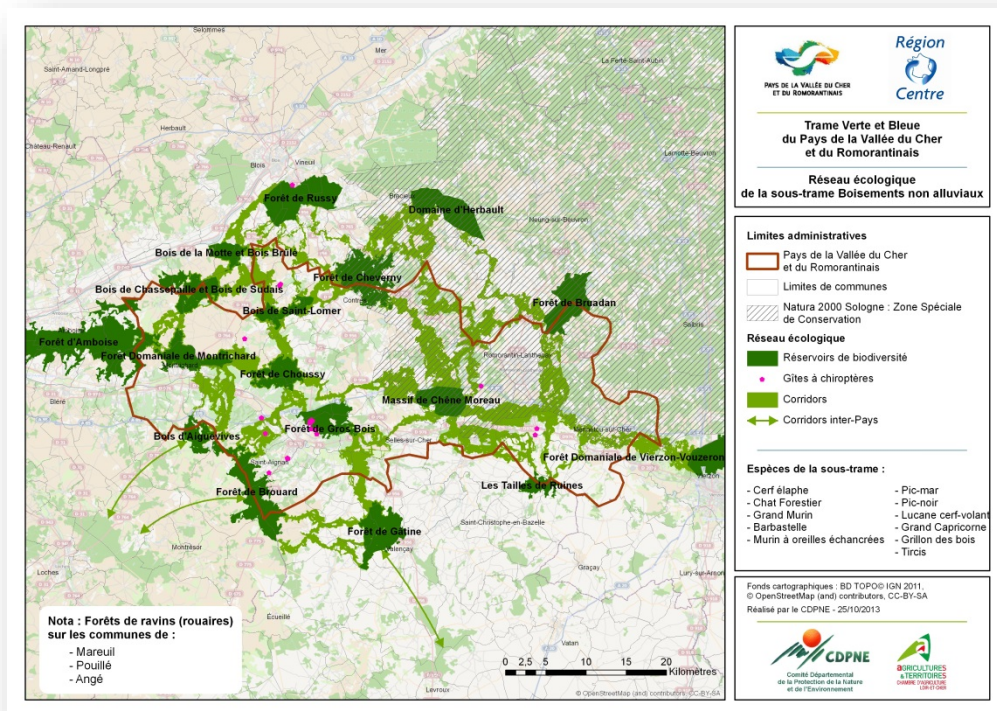 Selommes
Mer
Saint-Amand-Longpré
La Ferté-Saint-Aubin
Herbault
Château-Renault
Lamotte-Beuvron
Blois
Vineuil
Bracieux
Forêt de Russy
Domaine d'Herbault
Neung-sur-Beuvron
Bois de la Motte et Bois Brûlé
Forêt de Cheverny
Bois de Chassepaille et Bois de Sudais
Contres
Forêt de Bruadan
Bois de Saint-Lomer
Salbris
Amboise
Forêt d'Amboise
Forêt Domaniale de Montrichard
Romorantin-Lanthenay
Forêt de Choussy
Bléré
Massif de Chêne Moreau
Forêt de Gros Bois
Bois d'Aiguevives
Selles-sur-Cher
Mennetou-sur-Cher
Saint-Aignan
Forêt Domaniale de Vierzon-Vouzeron
Vierzon
Les Tailles de Ruines
Forêt de Brouard
Saint-Christophe-en-Bazelle
Forêt de Gâtine
Montrésor
Valençay
Loches
Graçay
Lury-sur-Arnon
Écueillé
Vatan
Levroux
Nota : Forêts de ravins (rouaires)
sur les communes de :
- Mareuil
- Pouillé
- Angé
0 2,5 5 10 15 20
Kilomètres
© OpenStreetMap (and) contributors, CC-BY-SA
PAYS DE LA VALLÉE DU CHER
ET DU ROMORANTINAIS
Région
Centre
Trame Verte et Bleue
du Pays de la Vallée du Cher
et du Romorantinais
Réseau écologique
de la sous-trame Boisements non alluviaux
Limites administratives
Pays de la Vallée du Cher
et du Romorantinais
Limites de communes
Natura 2000 Sologne : Zone Spéciale
de Conservation
Réseau écologique
Réservoirs de biodiversité
Gîtes à chiroptères
Corridors
Corridors inter-Pays
Espèces de la sous-trame :
- Cerf élaphe
- Chat Forestier
- Grand Murin
- Barbastelle
- Murin à oreilles échancrées
- Pic-mar
- Pic-noir
- Lucane cerf-volant
- Grand Capricorne
- Grillon des bois
- Tircis
Fonds cartographiques : BD TOPO© IGN 2011,
© OpenStreetMap (and) contributors, CC-BY-SA
Réalisé par le CDPNE - 25/10/2013
CDPNE
Comité Départemental
de la Protection de la Nature
et de l'Environnement
AGRICULTURES
& TERRITOIRES
CHAMBRE D'AGRICULTURE
LOIR-ET-CHER